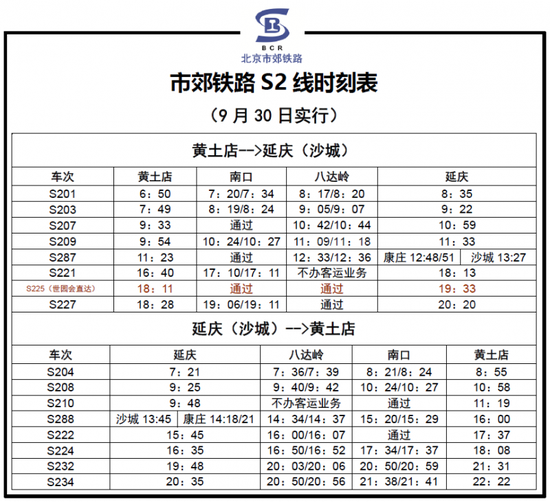 BCR
北京市郊铁路
市郊铁路 S2 线时刻表
（9 月 30 日实行）
黄土店-->延庆（沙城）
车次 黄土店 南口 八达岭 延庆
S201 6：50 7：20/7：34 8：17/8：20 8：35
S203 7：49 8：19/8：24 9：05/9：07 9：22
S207 9：33 通过 10：42/10：44 10：59
S209 9：54 10：24/10：27 11：09/11：18 11：33
S287 11：23 通过 12：33/12：36 康庄 12:48/51 沙城 13:27
S221 16：40 17：10/17：11 不办客运业务 18：13
S225（世园会直达） 18：11 通过 通过 19：33
S227 18：28 19：06/19：11 通过 20：20
延庆（沙城）-->黄土店
车次 延庆 八达岭 南口 黄土店
S204 7：21 7：36/7：39 8：21/8：24 8：55
S208 9：25 9：40/9：42 10：24/10：27 10：58
S210 9：48 不办客运业务 通过 11：19
S288 沙城 13:45 康庄 14:18/21 14：34/14：37 15：20/15：29 16：00
S222 15：45 16：00/16：07 通过 17：37
S224 16：35 16：50/16：52 17：34/17：37 18：08
S232 19：48 20：03/20：06 20：50/20：59 21：31
S234 20：35 20：50/20：56 21：38/21：41 22：22